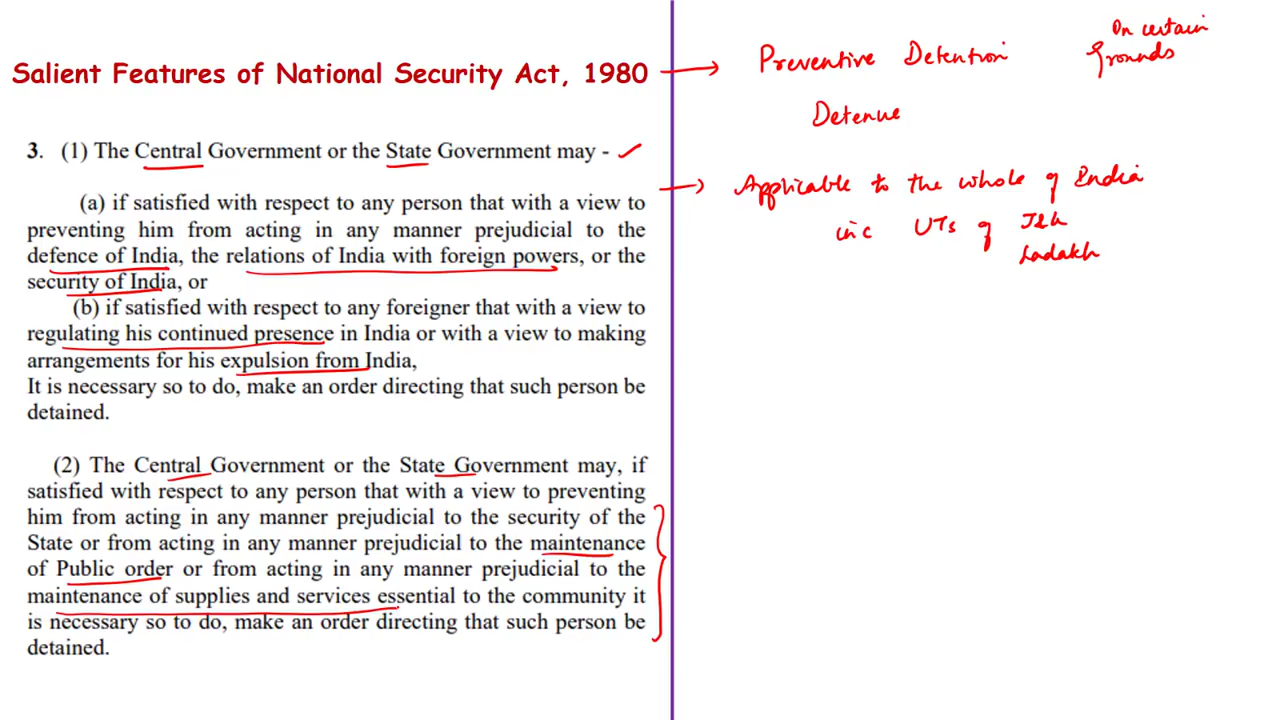 Salient Features of National Security Act, 1980
3. (1) The Central Government or the State Government may -
(a) if satisfied with respect to any person that with a view to
preventing him from acting in any manner prejudicial to the
defence of India, the relations of India with foreign powers, or the
security of India, or
(b) if satisfied with respect to any foreigner that with a view to
regulating his continued presence in India or with a view to making
arrangements for his expulsion from India,
It is necessary so to do, make an order directing that such person be
detained.
(2) The Central Government or the State Government may, if
satisfied with respect to any person that with a view to preventing
him from acting in any manner prejudicial to the security of the
State or from acting in any manner prejudicial to the maintenance
of Public order or from acting in any manner prejudicial to the
maintenance of supplies and services essential to the community it
is necessary so to do, make an order directing that such person be
detained.
On certain
Preventive Detention Grounds
Detenue
Applicable to the whole of India
inc UTs of J&K
Ladakh